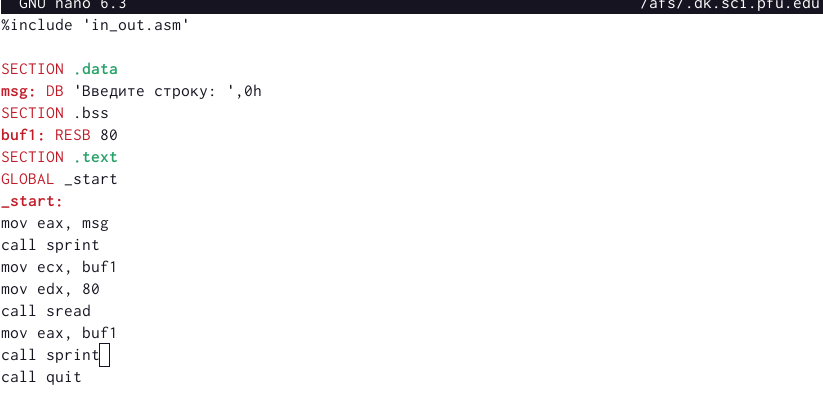 GNU nano 6.3 /afs/.dk.sci.pfu.edu
%include 'in_out.asm'
SECTION .data
msg: DB 'Введите строку: ',0h
SECTION .bss
buf1: RESB 80
SECTION .text
GLOBAL _start
_start:
mov eax, msg
call sprint
mov ecx, buf1
mov edx, 80
call sread
mov eax, buf1
call sprint
call quit